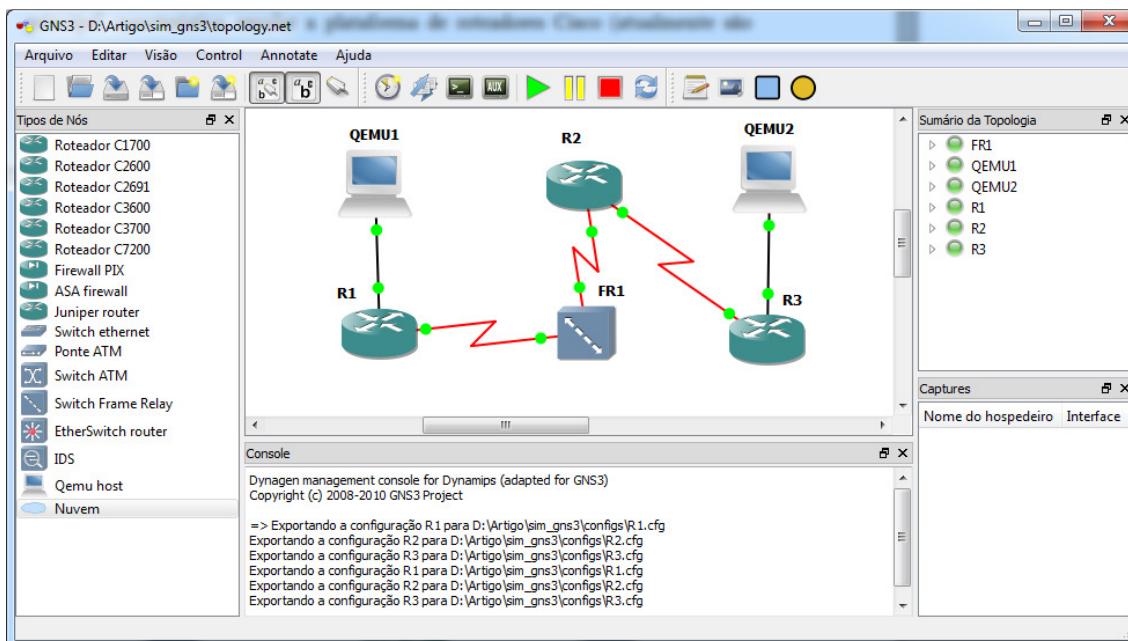 a plataforma de roteadores Cisco (atualmente são
GNS3 - D:\Artigo\sim_gns3\topology.net
Arquivo Editar Visão Control Annotate Ajuda
AUX
Tipos de Nós
Roteador C1700
Roteador C2600
Roteador C2691
Roteador C3600
Roteador C3700
Roteador C7200
Firewall PIX
ASA firewall
Juniper router
Switch ethernet
Ponte ATM
Switch ATM
Switch Frame Relay
EtherSwitch router
IDS
Qemu host
Nuvem
QEMU1
R2
QEMU2
R1
FR1
R3
Sumário da Topologia
FR1
QEMU1
QEMU2
R1
R2
R3
Captures
Nome do hospedeiro Interface
Console
Dynagen management console for Dynamips (adapted for GNS3)
Copyright (c) 2008-2010 GNS3 Project
=> Exportando a configuração R1 para D:\Artigo\sim_gns3\configs\R1.cfg
Exportando a configuração R2 para D:\Artigo\sim_gns3\configs\R2.cfg
Exportando a configuração R3 para D:\Artigo\sim_gns3\configs\R3.cfg
Exportando a configuração R1 para D:\Artigo\sim_gns3\configs\R1.cfg
Exportando a configuração R2 para D:\Artigo\sim_gns3\configs\R2.cfg
Exportando a configuração R3 para D:\Artigo\sim_gns3\configs\R3.cfg